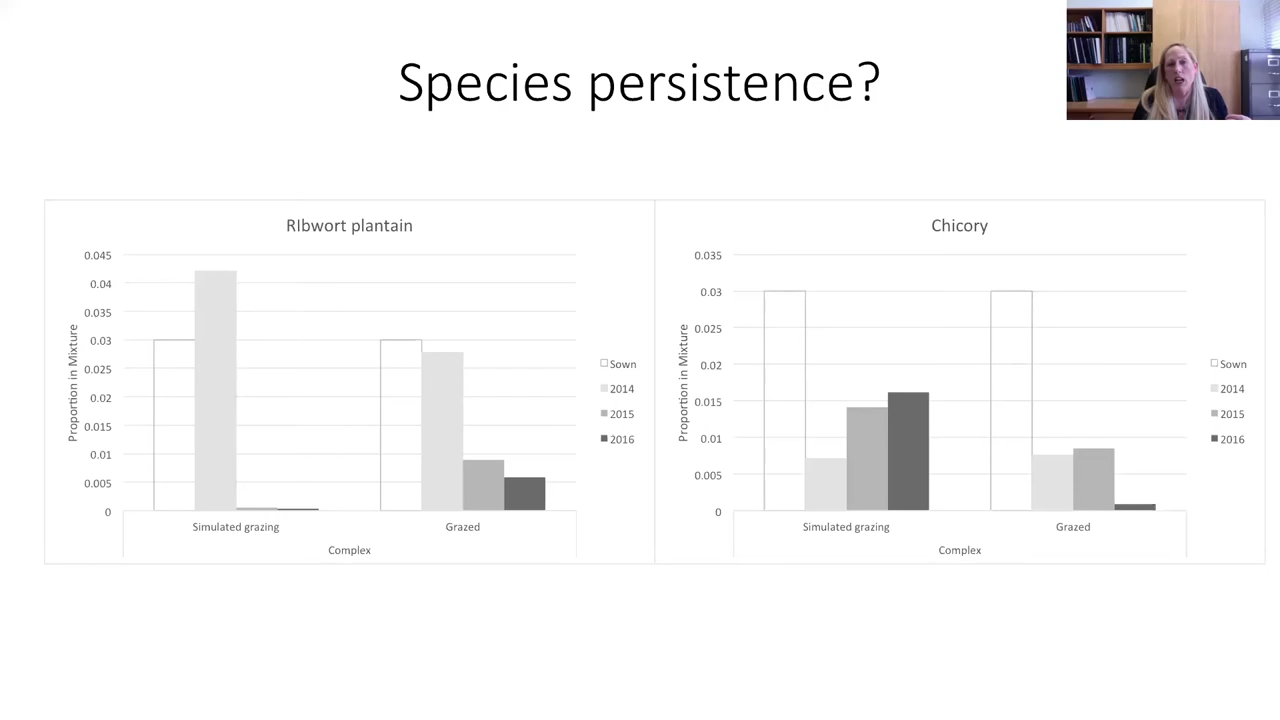 Species persistence?
RIbwort plantain
0.045
0.04
0.035
0.03
0.025
0.02
0.015
0.01
0.005
0
Proportion in Mixture
Simulated grazing
Grazed
Complex
Sown
2014
2015
2016
Chicory
0.035
0.03
0.025
0.02
0.015
0.01
0.005
0
Proportion in Mixture
Simulated grazing
Grazed
Complex
Sown
2014
2015
2016